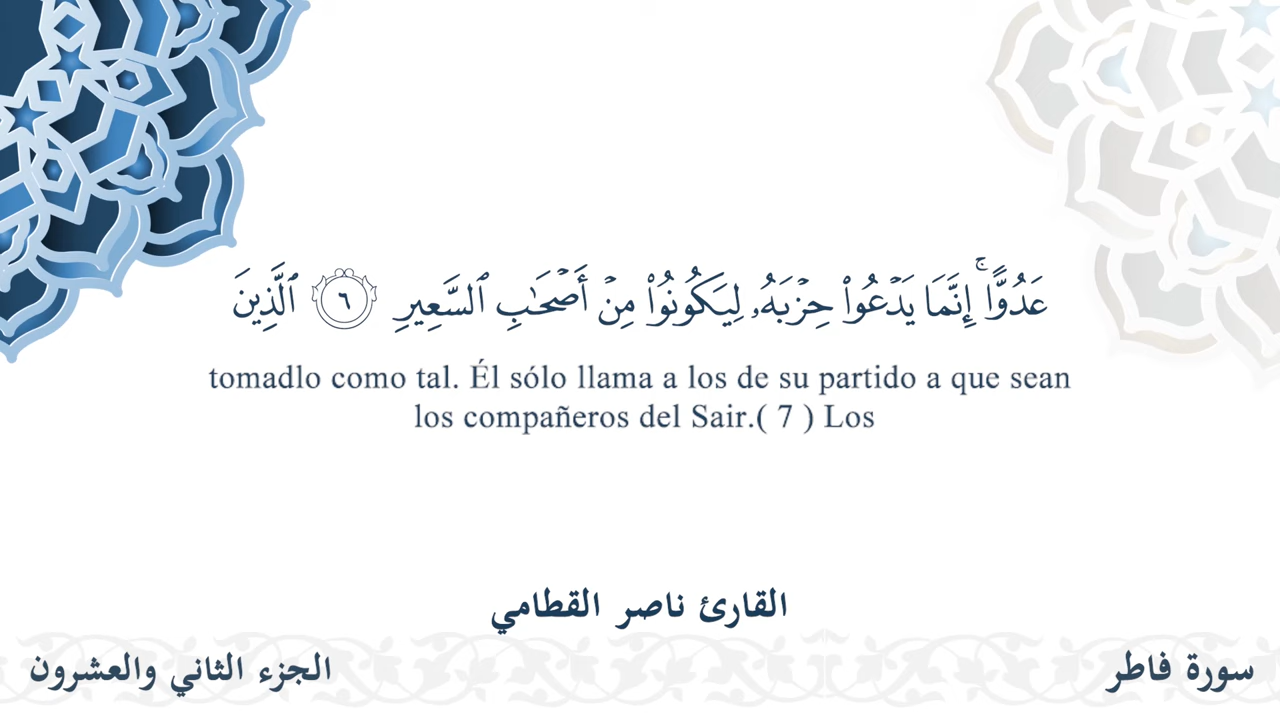 عَدُوًّاۚ إِنَّمَا يَدۡعُواْ حِزۡبَهُۥ لِيَكُونُواْ مِنۡ أَصۡحَٰبِ ٱلسَّعِيرِ ٦ ٱلَّذِينَ
tomadlo como tal. Él sólo llama a los de su partido a que sean
los compañeros del Sair.( 7 ) Los
القارئ ناصر القطامي
سورة فاطر
الجزء الثاني والعشرون